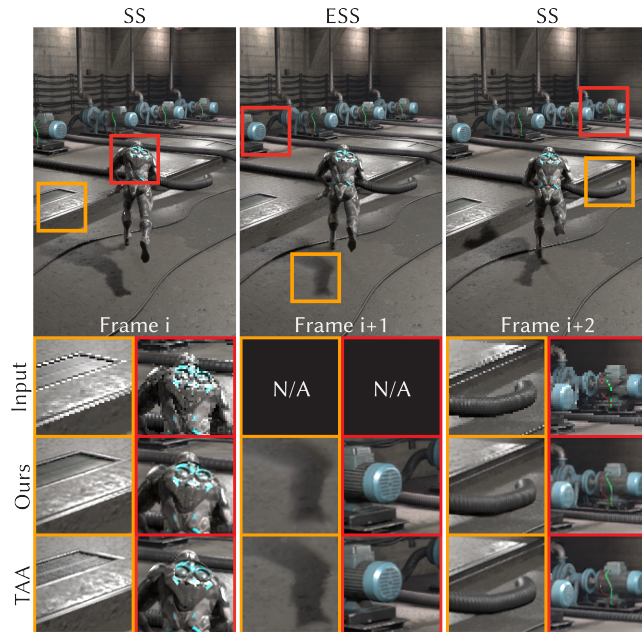 SS ESS SS
Frame i Frame i+1 Frame i+2
Input N/A N/A
Ours
TAA